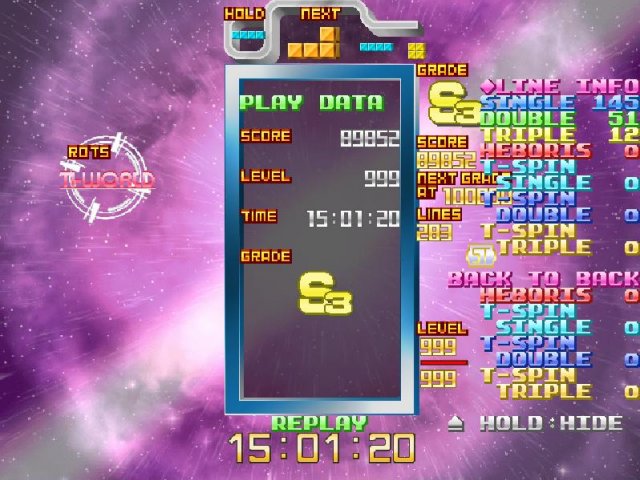 HOLD NEXT
PLAY DATA
SCORE 89852
LEVEL 999
TIME 15:01:20
GRADE
S3
ROTS
TI-WORLD
GRADE
S3
SCORE
89852
NEXT GRADE
AT
LINES
283
LEVEL
999
999
◆LINE INFO
SINGLE 145
DOUBLE 51
TRIPLE 12
HEBORIS 0
T-SPIN
SINGLE 0
T-SPIN
DOUBLE 0
T-SPIN
TRIPLE 0
BACK TO BACK
HEBORIS 0
T-SPIN
SINGLE 0
T-SPIN
DOUBLE 0
T-SPIN
TRIPLE 0
HOLD:HIDE
REPLAY
15:01:20